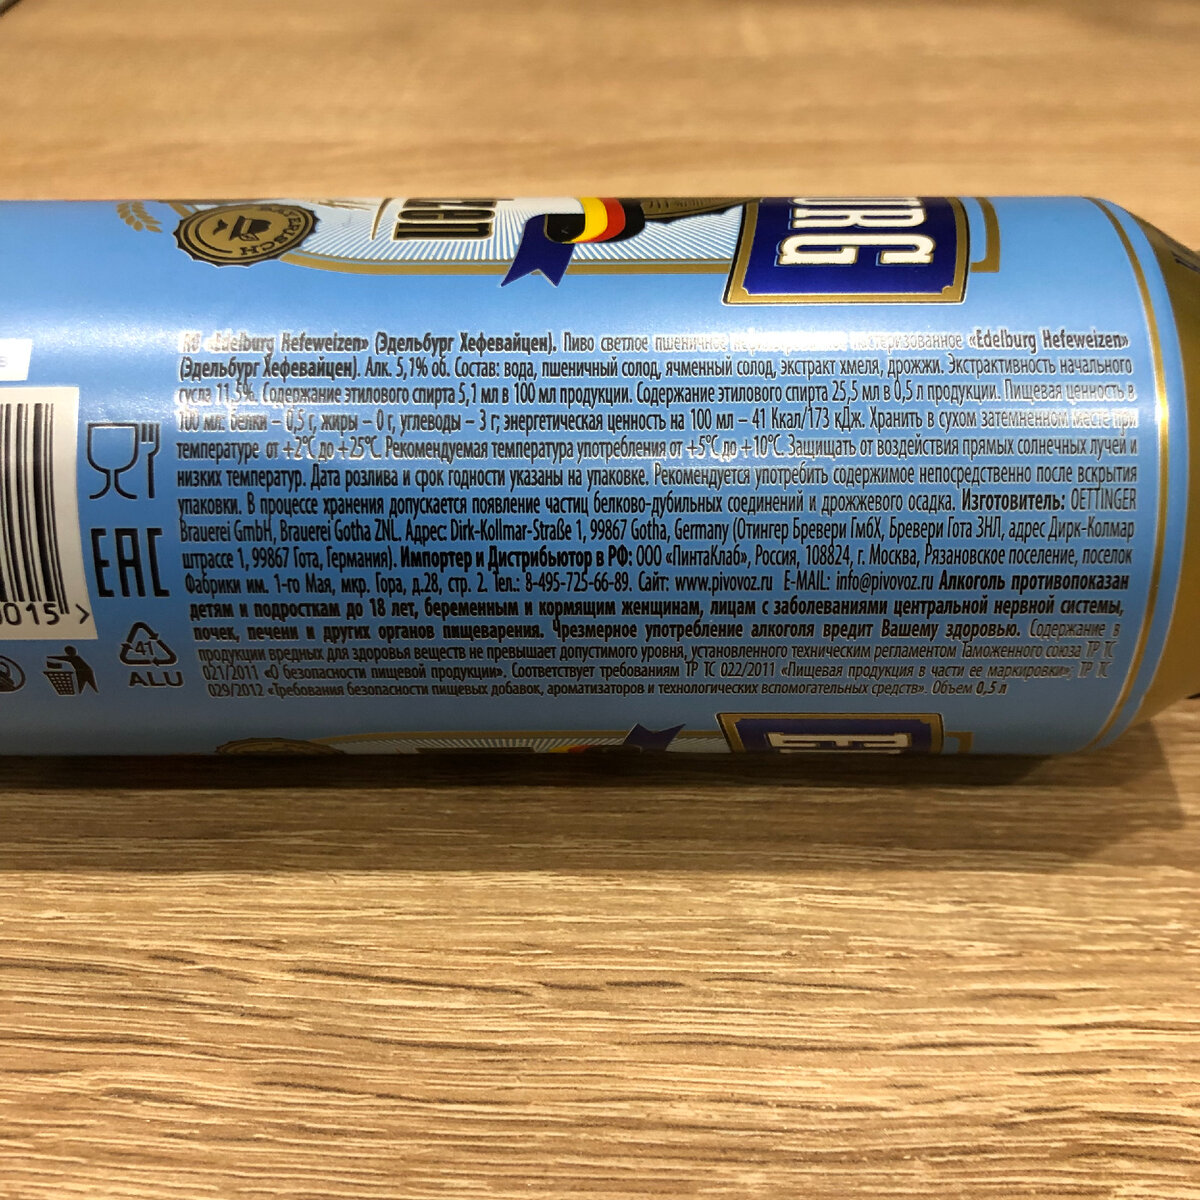 RU «Edelburg Hefeweizen» (Эдельбург Хефевайцен). Пиво светлое пшеничное пастеризованное «Edelburg Hefeweizen»
(Эдельбург Хефевайцен). Алк. 5,1% об. Состав: вода, пшеничный солод, ячменный солод, экстракт хмеля, дрожжи. Экстрактивность начального
сусла 11,5%. Содержание этилового спирта 5,1 мл в 100 мл продукции. Содержание этилового спирта 25,5 мл в 0,5 л продукции. Пищевая ценность в
100 мл: белки – 0,5 г, жиры – 0 г, углеводы – 3 г; энергетическая ценность на 100 мл – 41 Ккал/173 кДж. Хранить в сухом затемненном месте при
температуре от +2°C до +25°C. Рекомендуемая температура употребления от +5°C до +10°C. Защищать от воздействия прямых солнечных лучей и
низких температур. Дата розлива и срок годности указаны на упаковке. Рекомендуется употребить содержимое непосредственно после вскрытия
упаковки. В процессе хранения допускается появление частиц белково-дубильных соединений и дрожжевого осадка. Изготовитель: OETTINGER
Brauerei GmbH, Brauerei Gotha ZNL. Адрес: Dirk-Kollmar-Straße 1, 99867 Gotha, Germany (Отингер Бревери ГмбХ, Бревери Гота ЗНЛ, адрес Дирк-Колмар
штрассе 1, 99867 Гота, Германия). Импортер и Дистрибьютор в РФ: ООО «ПинтаКлаб», Россия, 108824, г. Москва, Рязановское поселение, поселок
Фабрики им. 1-го Мая, мкр. Гора, д.28, стр. 2. Тел.: 8-495-725-66-89. Сайт: www.pivovoz.ru E-MAIL: info@pivovoz.ru Алкоголь противопоказан
детям и подросткам до 18 лет, беременным и кормящим женщинам, лицам с заболеваниями центральной нервной системы,
почек, печени и других органов пищеварения. Чрезмерное употребление алкоголя вредит Вашему здоровью. Содержание в
продукции вредных для здоровья веществ не превышает допустимого уровня, установленного техническим регламентом Таможенного союза ТР ТС
021/2011 «О безопасности пищевой продукции». Соответствует требованиям ТР ТС 022/2011 «Пищевая продукция в части ее маркировки»; ТР ТС
029/2012 «Требования безопасности пищевых добавок, ароматизаторов и технологических вспомогательных средств». Объем 0,5 л
EAC
0015 >
41
ALU
URG